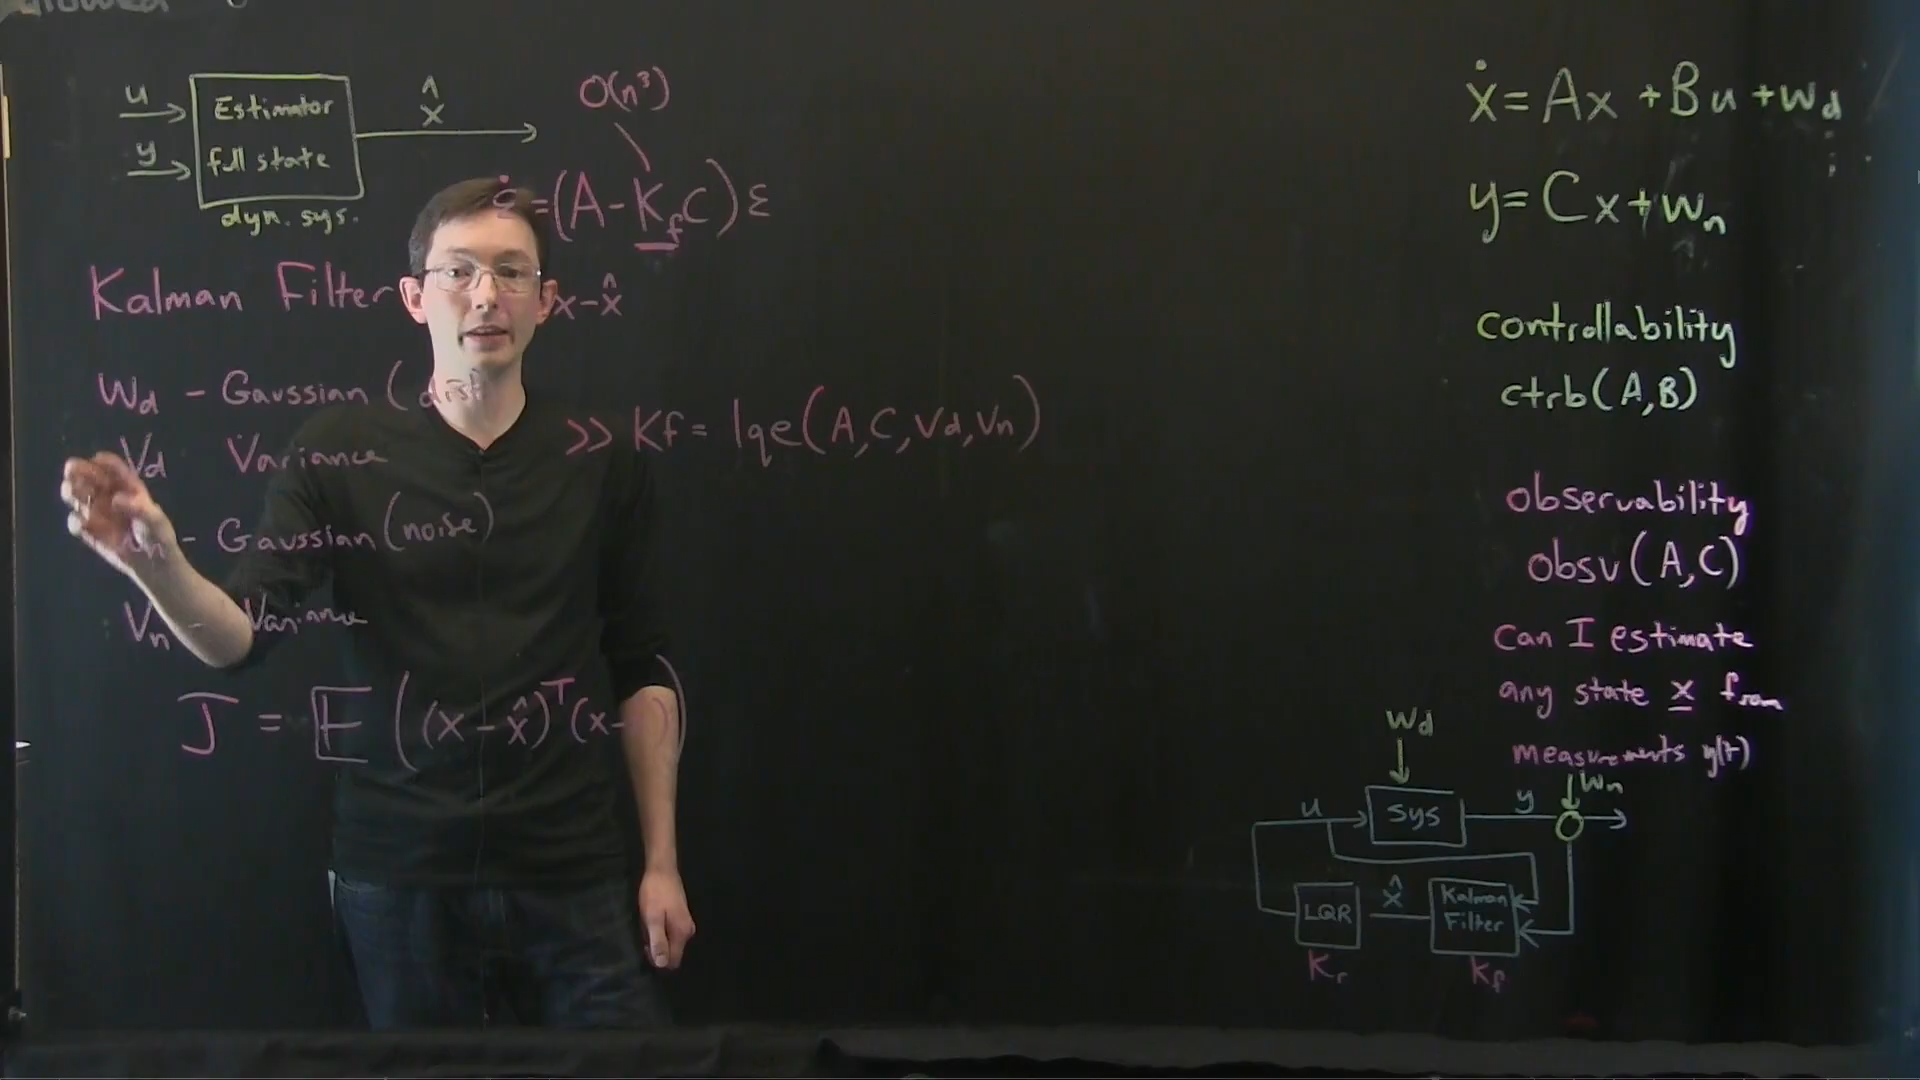 u
Estimator
x̂
O(n³)
y
full state
dyn. sys.
ε̇ = (A - K_f C) ε
Kalman Filter
x - x̂
w_d - Gaussian (dist
V_d Variance
>> Kf = lqe(A, C, Vd, Vn)
- Gaussian (noise)
V_n - Variance
J = E ((x - x̂)ᵀ (x -  ))
ẋ = Ax + Bu + w_d
y = Cx + w_n
controllability
ctrb(A,B)
observability
obsv(A,C)
can I estimate
any state x from
measurements y(t)
w_d
w_n
u
sys
y
LQR
x̂
Kalman
Filter
K_r
K_f